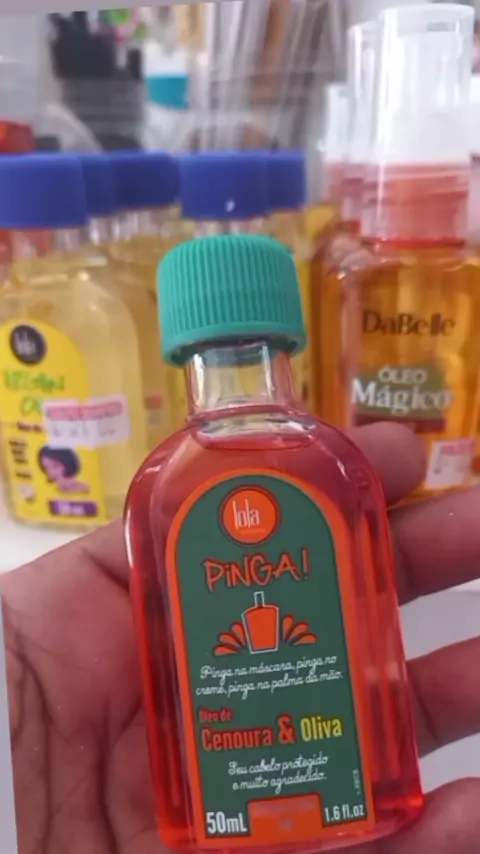 lola
PiNGA!
Pinga na máscara, pinga no
creme, pinga na palma da mão.
Óleo de
Cenoura & Oliva
Seu cabelo protegido
e muito agradecido.
50mL
1.6 fl.oz
DaBelle
ÓLEO
Mágico
lola